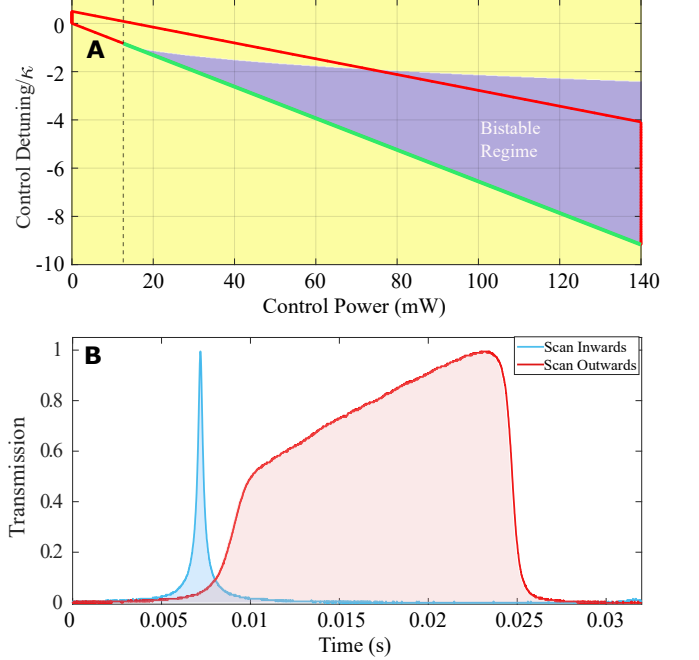 A
0
-2
-4
-6
-8
-10
Control Detuning/κ
Bistable
Regime
0 20 40 60 80 100 120 140
Control Power (mW)
B
Scan Inwards
Scan Outwards
1
0.8
0.6
0.4
0.2
0
Transmission
0 0.005 0.01 0.015 0.02 0.025 0.03
Time (s)